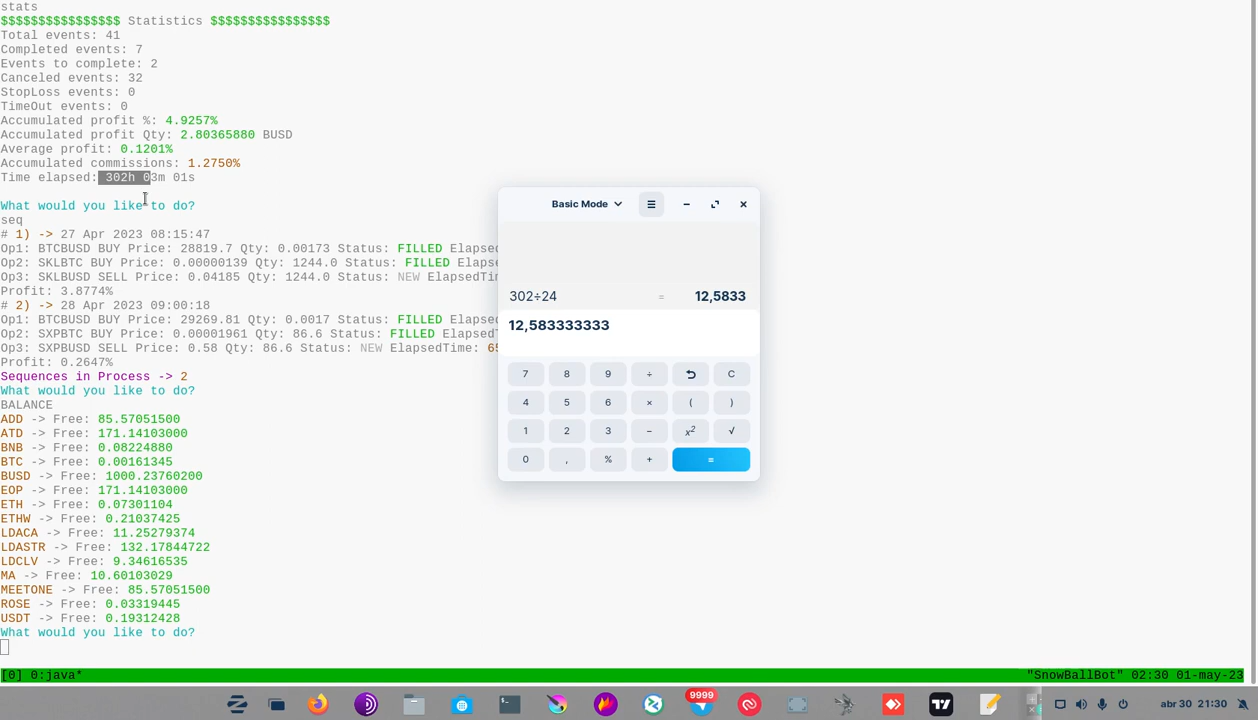 stats
$$$$$$$$$$$$$$$$ Statistics $$$$$$$$$$$$$$$$
Total events: 41
Completed events: 7
Events to complete: 2
Canceled events: 32
StopLoss events: 0
TimeOut events: 0
Accumulated profit %: 4.9257%
Accumulated profit Qty: 2.80365880 BUSD
Average profit: 0.1201%
Accumulated commissions: 1.2750%
Time elapsed: 302h 03m 01s
What would you like to do?
seq
# 1) -> 27 Apr 2023 08:15:47
Op1: BTCBUSD BUY Price: 28819.7 Qty: 0.00173 Status: FILLED Elapsed
Op2: SKLBTC BUY Price: 0.00000139 Qty: 1244.0 Status: FILLED Elapse
Op3: SKLBUSD SELL Price: 0.04185 Qty: 1244.0 Status: NEW ElapsedTim
Profit: 3.8774%
# 2) -> 28 Apr 2023 09:00:18
Op1: BTCBUSD BUY Price: 29269.81 Qty: 0.0017 Status: FILLED Elapsed
Op2: SXPBTC BUY Price: 0.00001961 Qty: 86.6 Status: FILLED ElapsedT
Op3: SXPBUSD SELL Price: 0.58 Qty: 86.6 Status: NEW ElapsedTime: 65
Profit: 0.2647%
Sequences in Process -> 2
What would you like to do?
BALANCE
ADD -> Free: 85.57051500
ATD -> Free: 171.14103000
BNB -> Free: 0.08224880
BTC -> Free: 0.00161345
BUSD -> Free: 1000.23760200
EOP -> Free: 171.14103000
ETH -> Free: 0.07301104
ETHW -> Free: 0.21037425
LDACA -> Free: 11.25279374
LDASTR -> Free: 132.17844722
LDCLV -> Free: 9.34616535
MA -> Free: 10.60103029
MEETONE -> Free: 85.57051500
ROSE -> Free: 0.03319445
USDT -> Free: 0.19312428
What would you like to do?
Basic Mode
302÷24 = 12,5833
12,583333333
7 8 9 ÷ C
4 5 6 × ( )
1 2 3 − x² √
0 , % + =
[0] 0:java* "SnowBallBot" 02:30 01-may-23
9999
abr 30 21:30